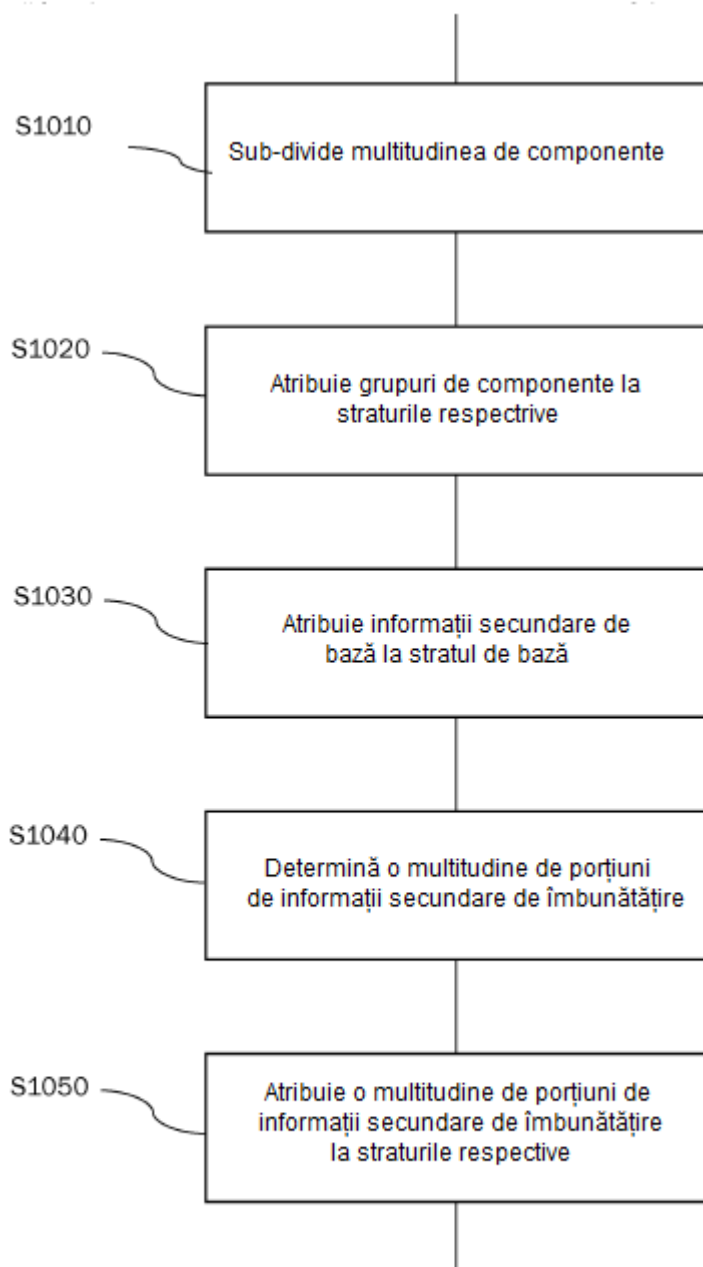 S1010
Sub-divide multitudinea de componente
S1020
Atribuie grupuri de componente la
straturile respectrive
S1030
Atribuie informații secundare de
bază la stratul de bază
S1040
Determină o multitudine de porțiuni
de informații secundare de îmbunătățire
S1050
Atribuie o multitudine de porțiuni de
informații secundare de îmbunătățire
la straturile respective